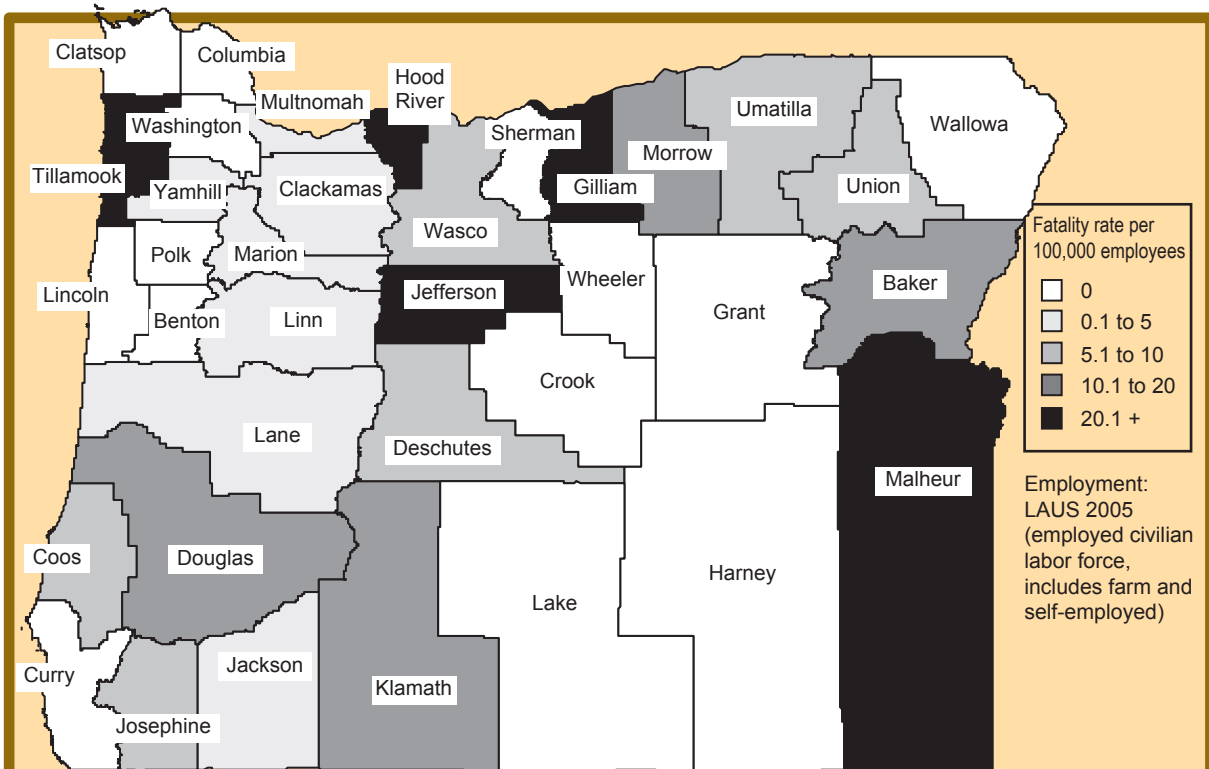 Clatsop
Columbia
Hood
River
Multnomah
Washington
Sherman
Umatilla
Wallowa
Morrow
Tillamook
Yamhill
Clackamas
Gilliam
Union
Wasco
Marion
Polk
Wheeler
Lincoln
Jefferson
Baker
Benton
Linn
Grant
Crook
Lane
Deschutes
Malheur
Coos
Douglas
Harney
Lake
Curry
Jackson
Klamath
Josephine
Fatality rate per
100,000 employees
0
0.1 to 5
5.1 to 10
10.1 to 20
20.1 +
Employment:
LAUS 2005
(employed civilian
labor force,
includes farm and
self-employed)